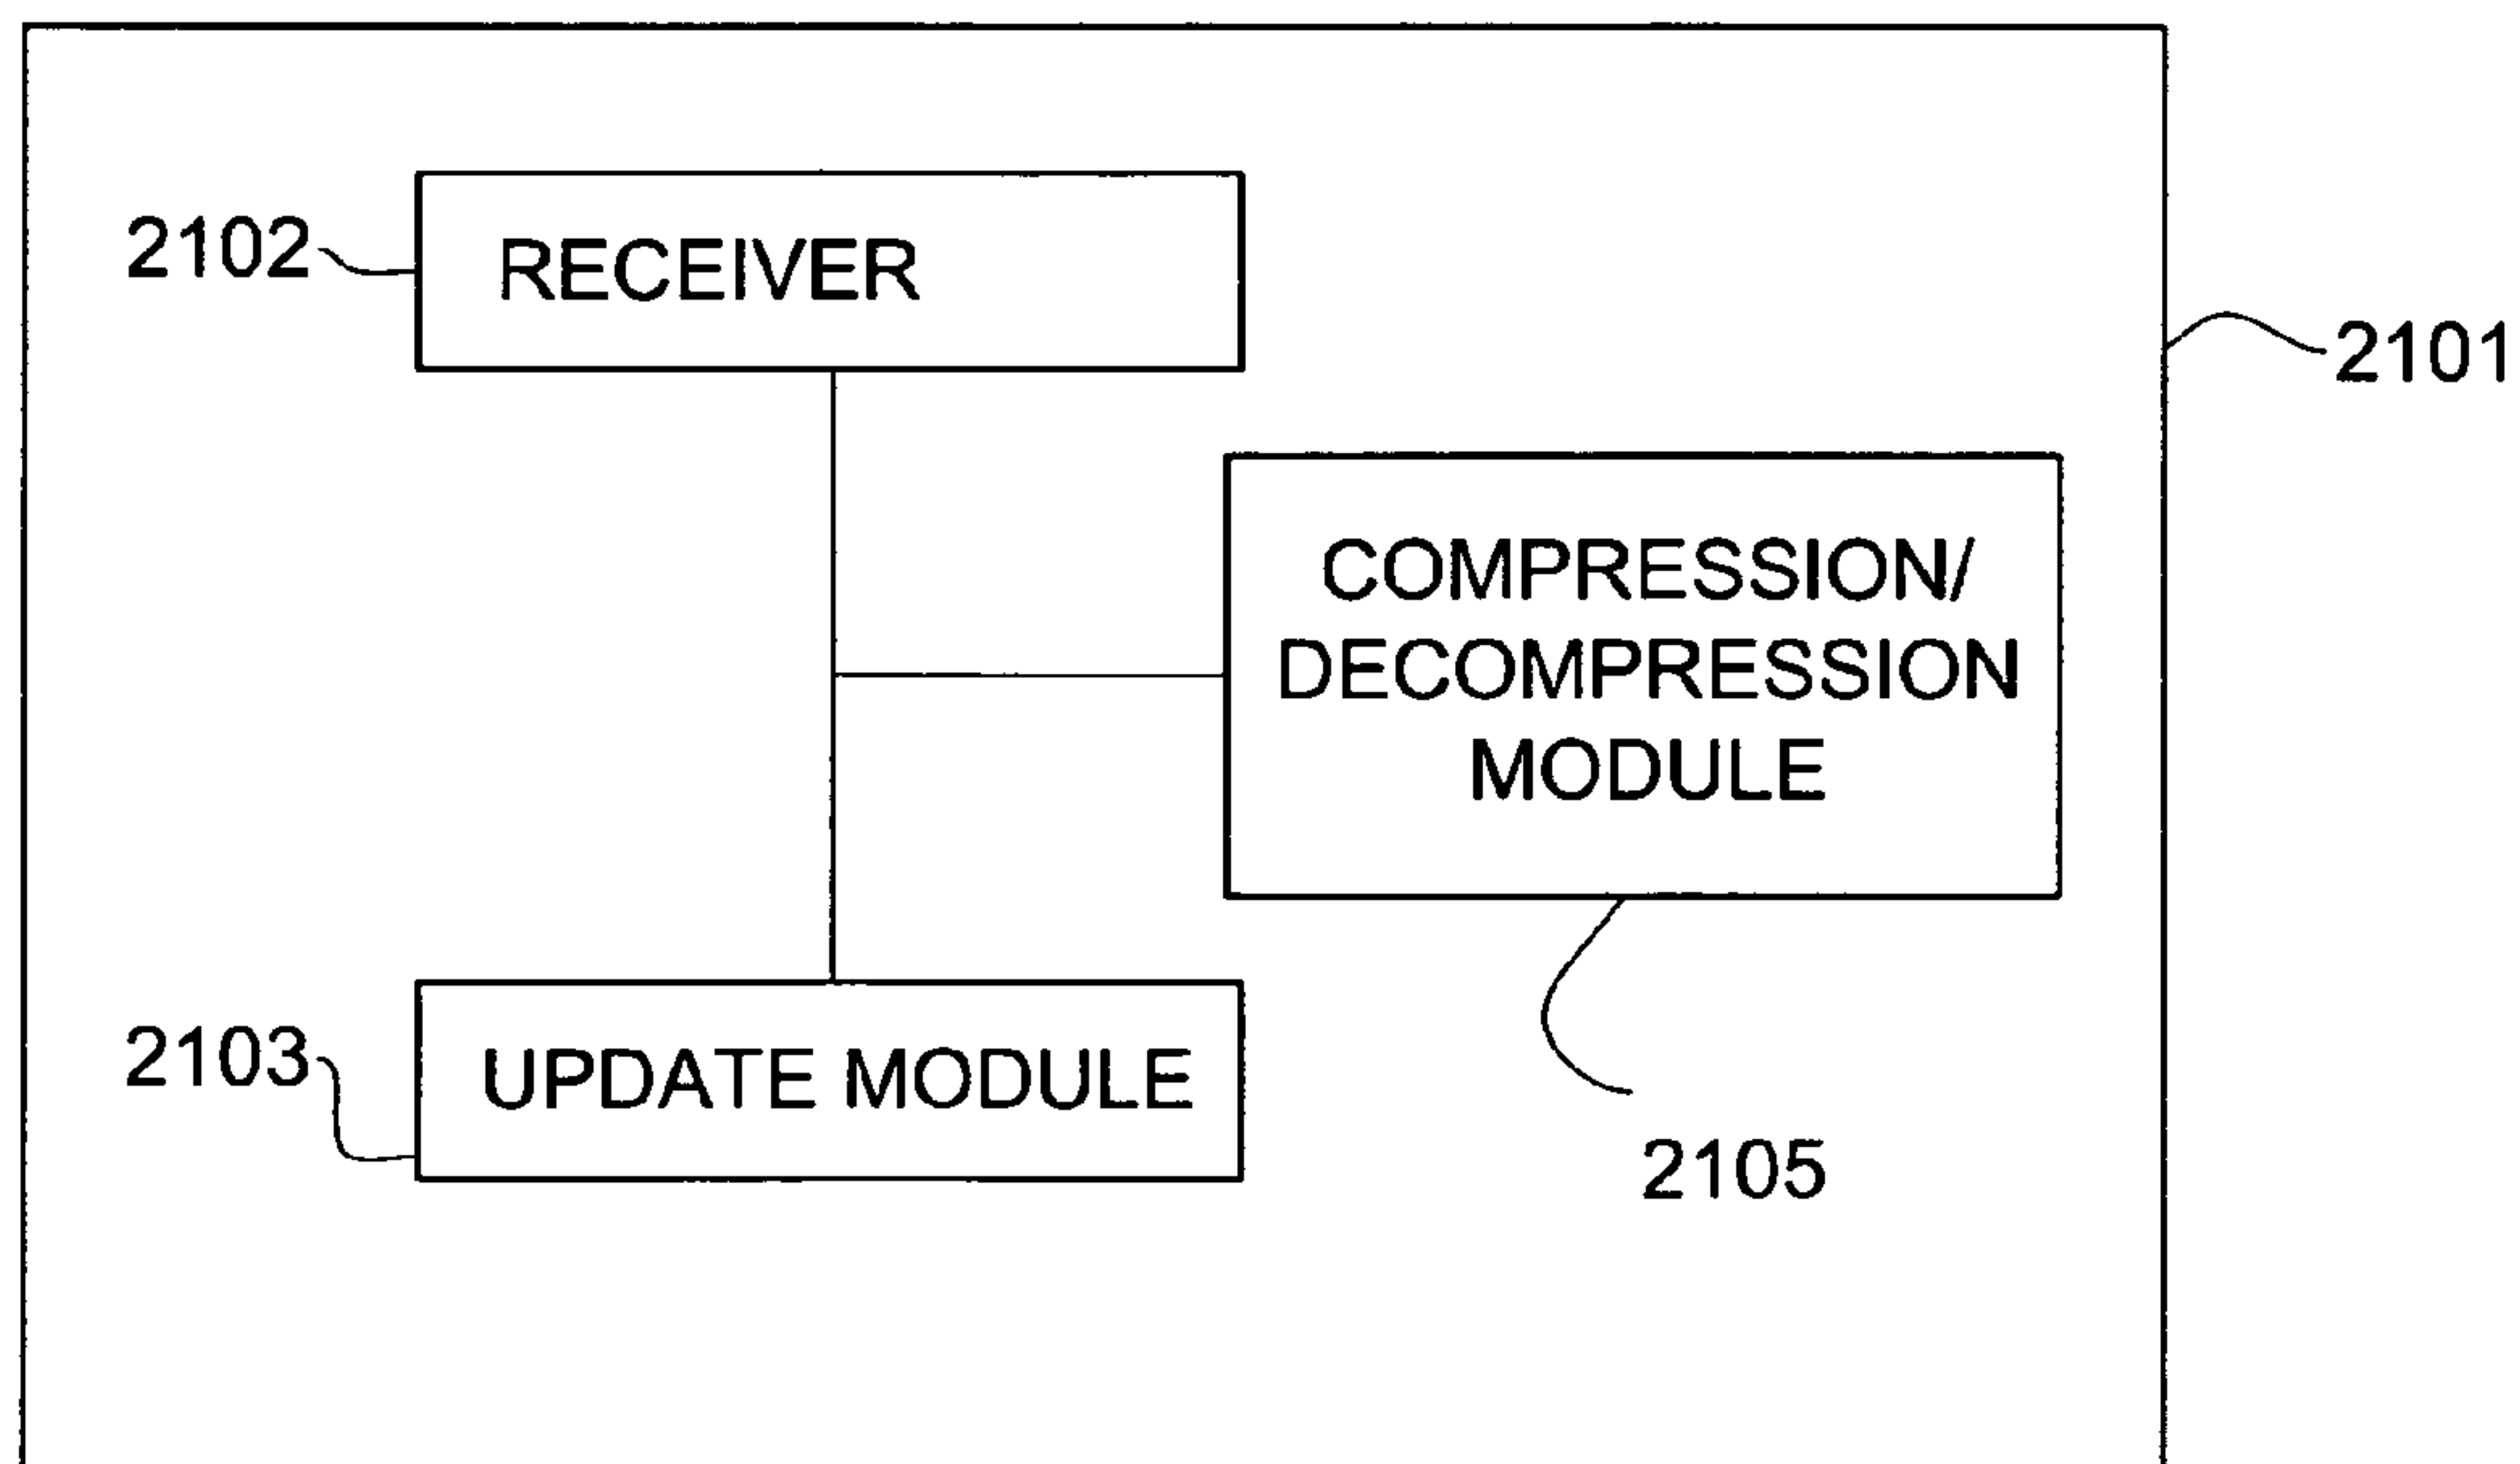 2102
RECEIVER
2101
COMPRESSION/
DECOMPRESSION
MODULE
2103
UPDATE MODULE
2105